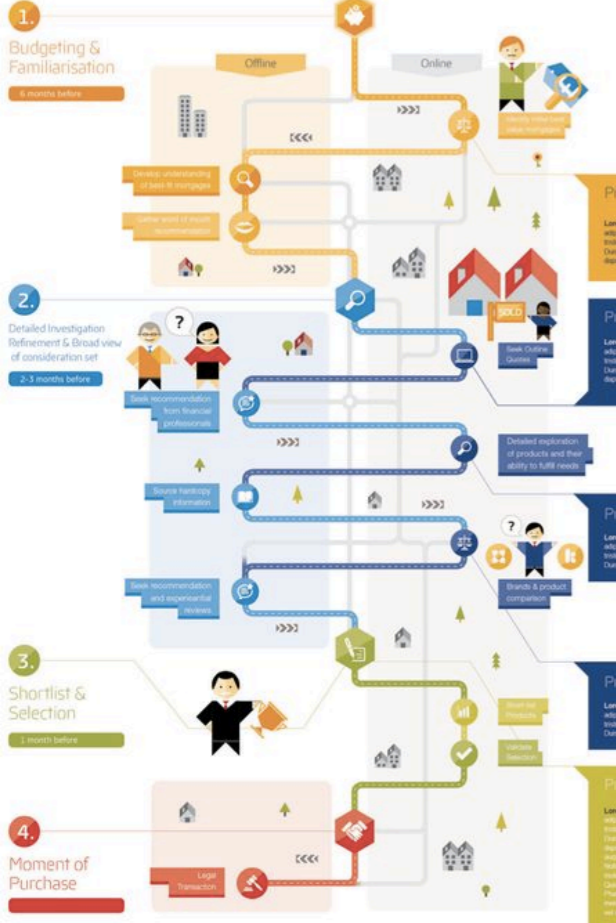 1.
Budgeting &
Familiarisation
6 months before
Offline
Online
Identify initial best
value mortgages
Develop understanding
of best-fit mortgages
Gather word of mouth
recommendation
2.
Detailed Investigation
Refinement & Broad view
of consideration set
2-3 months before
?
SOLD
Seek Outline
Quotes
Seek recommendation
from financial
professionals
Detailed exploration
of products and their
ability to fulfil needs
Source hardcopy
information
?
Brands & product
comparison
Seek recommendation
and experiential
reviews
3.
Shortlist &
Selection
1 month before
Short list
Products
Validate
Selection
4.
Moment of
Purchase
Legal
Transaction